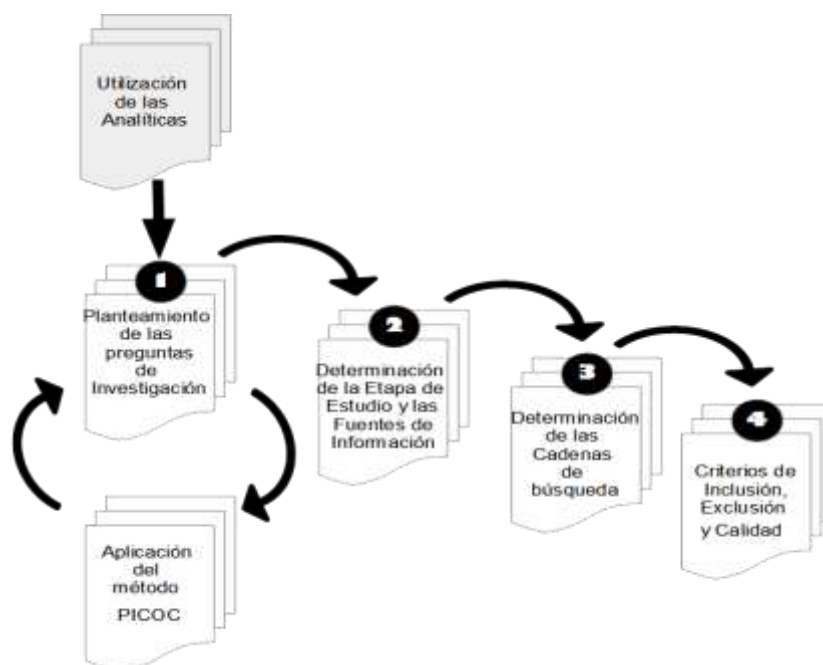 Utilización
de las
Analíticas
1
Planteamiento
de las
preguntas
de
Investigación
2
Determinación
de la Etapa de
Estudio y las
Fuentes de
Información
3
Determinación
de las
Cadenas
de
búsqueda
4
Criterios de
Inclusión,
Exclusión
y Calidad
Aplicación
del
método
PICOC